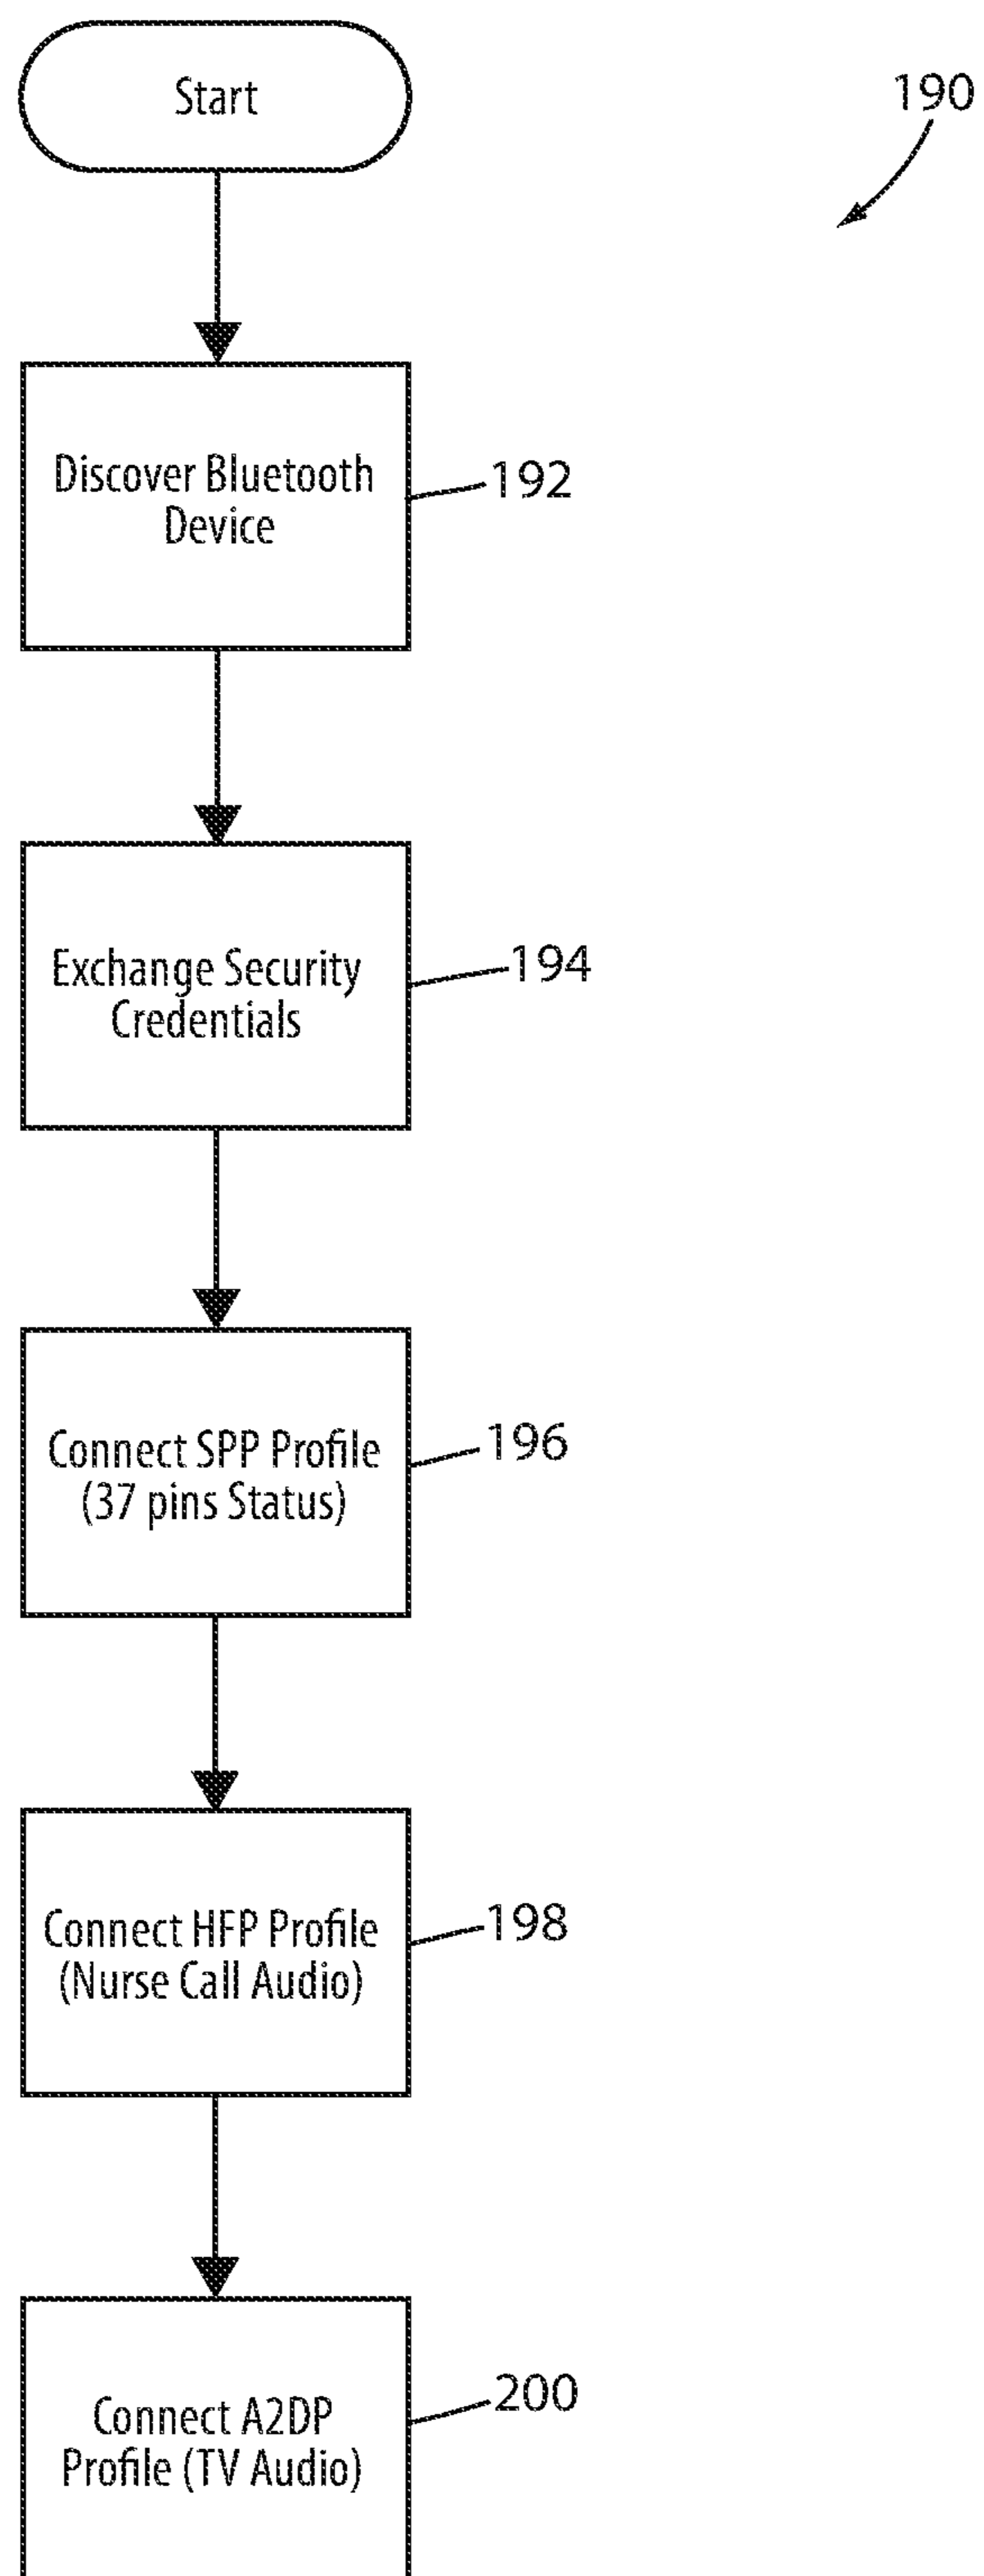 Start
190
Discover Bluetooth
Device
192
Exchange Security
Credentials
194
Connect SPP Profile
(37 pins Status)
196
Connect HFP Profile
(Nurse Call Audio)
198
Connect A2DP
Profile (TV Audio)
200